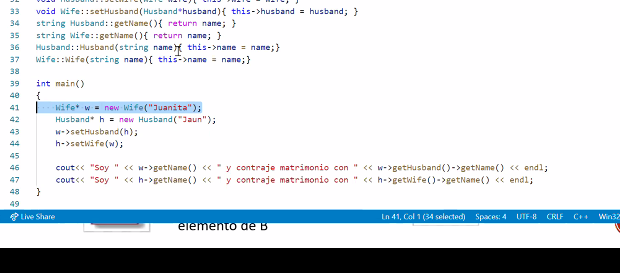 32 void Husband::setWife(Wife*wife){ this->wife = wife; }
33 void Wife::setHusband(Husband*husband){ this->husband = husband; }
34 string Husband::getName(){ return name; }
35 string Wife::getName(){ return name; }
36 Husband::Husband(string name){ this->name = name;}
37 Wife::Wife(string name){ this->name = name;}
38
39 int main()
40 {
41 Wife* w = new Wife("Juanita");
42 Husband* h = new Husband("Jaun");
43 w->setHusband(h);
44 h->setWife(w);
45
46 cout<< "Soy " << w->getName() << " y contraje matrimonio con " << w->getHusband()->getName() << endl;
47 cout<< "Soy " << h->getName() << " y contraje matrimonio con " << h->getWife()->getName() << endl;
48 }
49
Live Share Ln 41, Col 1 (34 selected) Spaces: 4 UTF-8 CRLF C++ Win32
elemento de B